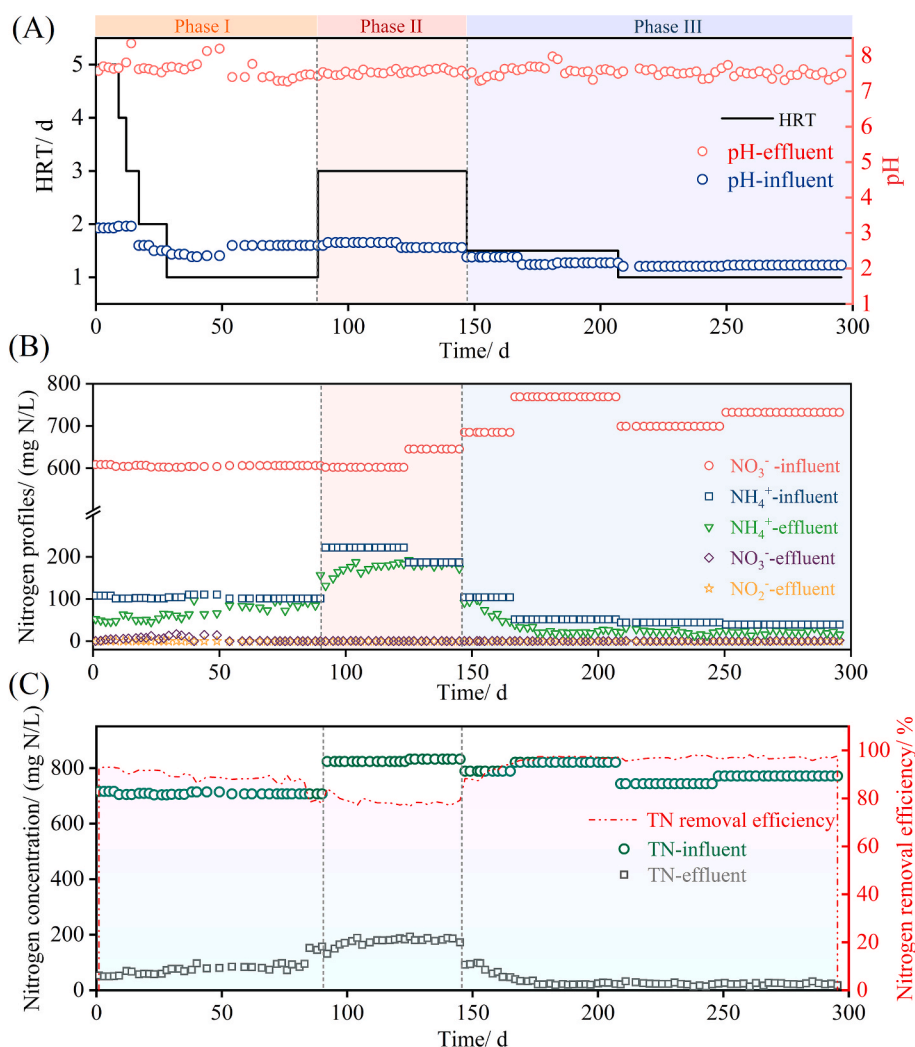 (A)
Phase I
Phase II
Phase III
HRT/ d
5
4
3
2
1
8
7
6
5
4
3
2
1
pH
HRT
pH-effluent
pH-influent
0
50
100
150
200
250
300
Time/ d
(B)
Nitrogen profiles/ (mg N/L)
800
700
600
200
100
0
NO₃⁻ -influent
NH₄⁺-influent
NH₄⁺-effluent
NO₃⁻-effluent
NO₂⁻-effluent
0
50
100
150
200
250
300
Time/ d
(C)
Nitrogen concentration/ (mg N/L)
800
600
400
200
0
100
80
60
40
20
0
Nitrogen removal efficiency/ %
TN removal efficiency
TN-influent
TN-effluent
0
50
100
150
200
250
300
Time/ d